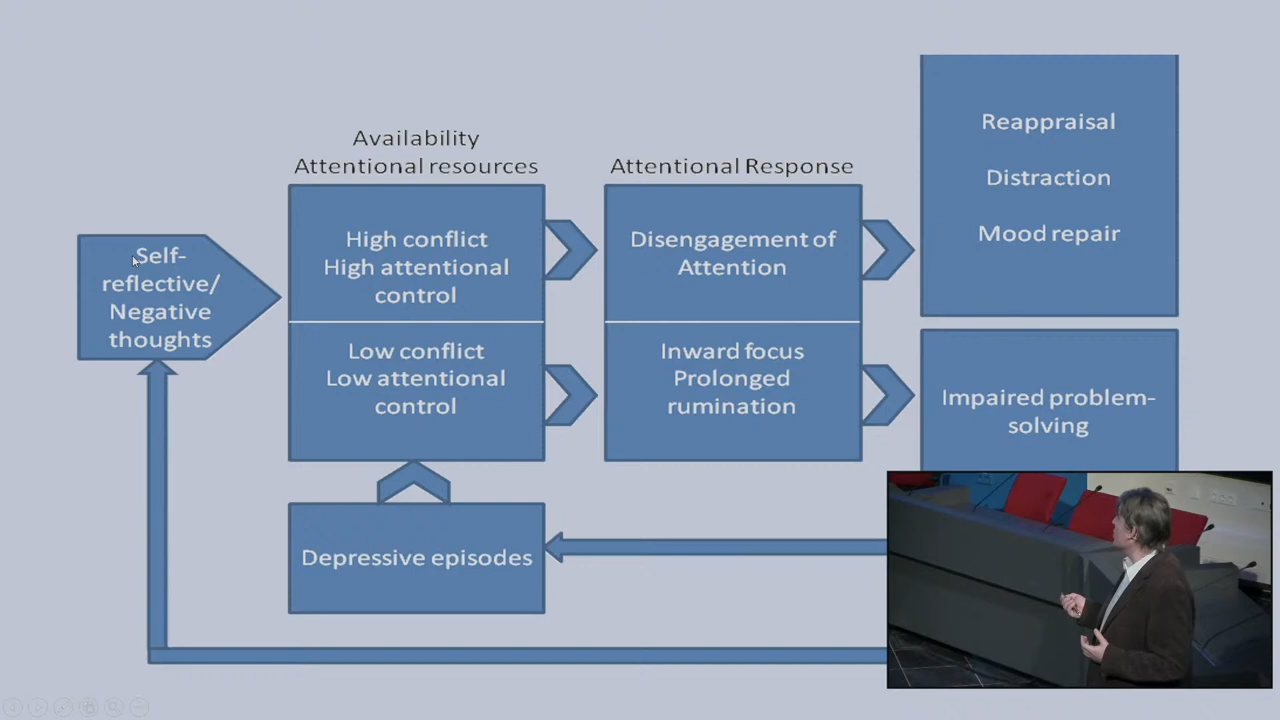 Availability
Attentional resources
Attentional Response
Self-
reflective/
Negative
thoughts
High conflict
High attentional
control
Low conflict
Low attentional
control
Disengagement of
Attention
Inward focus
Prolonged
rumination
Reappraisal
Distraction
Mood repair
Impaired problem-
solving
Depressive episodes